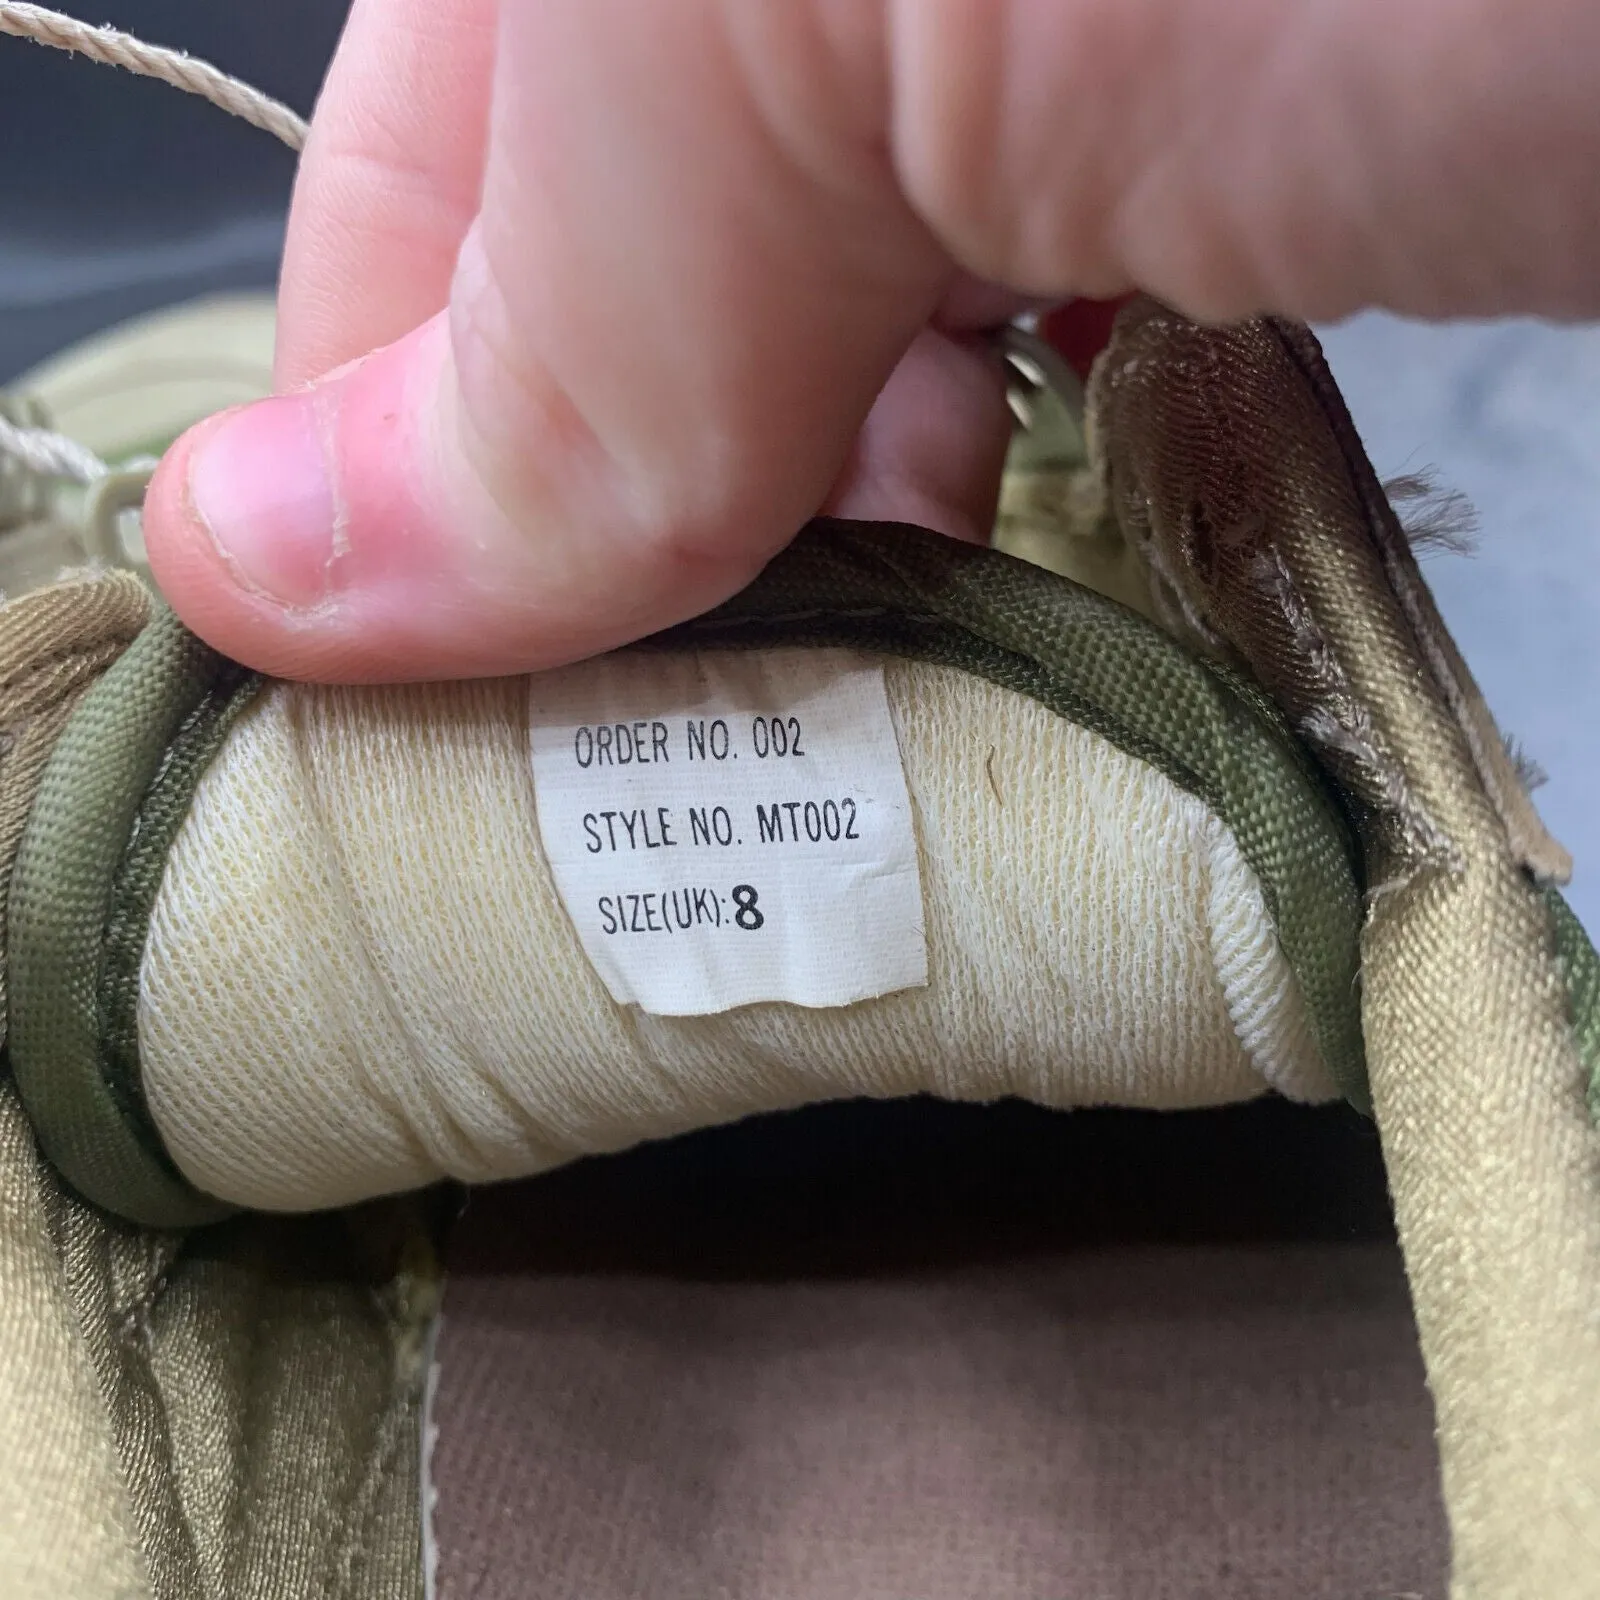 ORDER NO. 002
STYLE NO. MT002
SIZE(UK):8